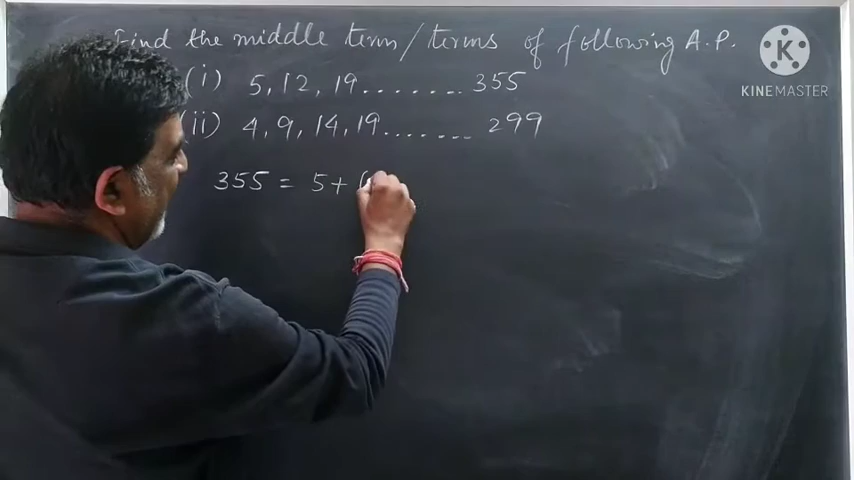 Find the middle term/terms of following A.P.
(i) 5, 12, 19....... 355
(ii) 4, 9, 14, 19....... 299
355 = 5 + (
K
KINEMASTER